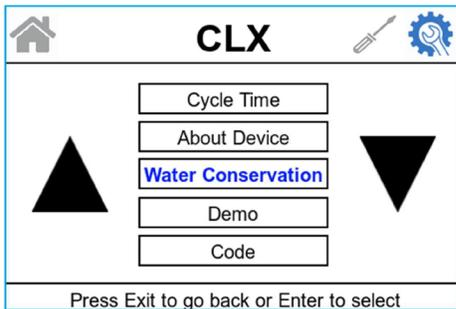 CLX
Cycle Time
About Device
Water Conservation
Demo
Code
Press Exit to go back or Enter to select